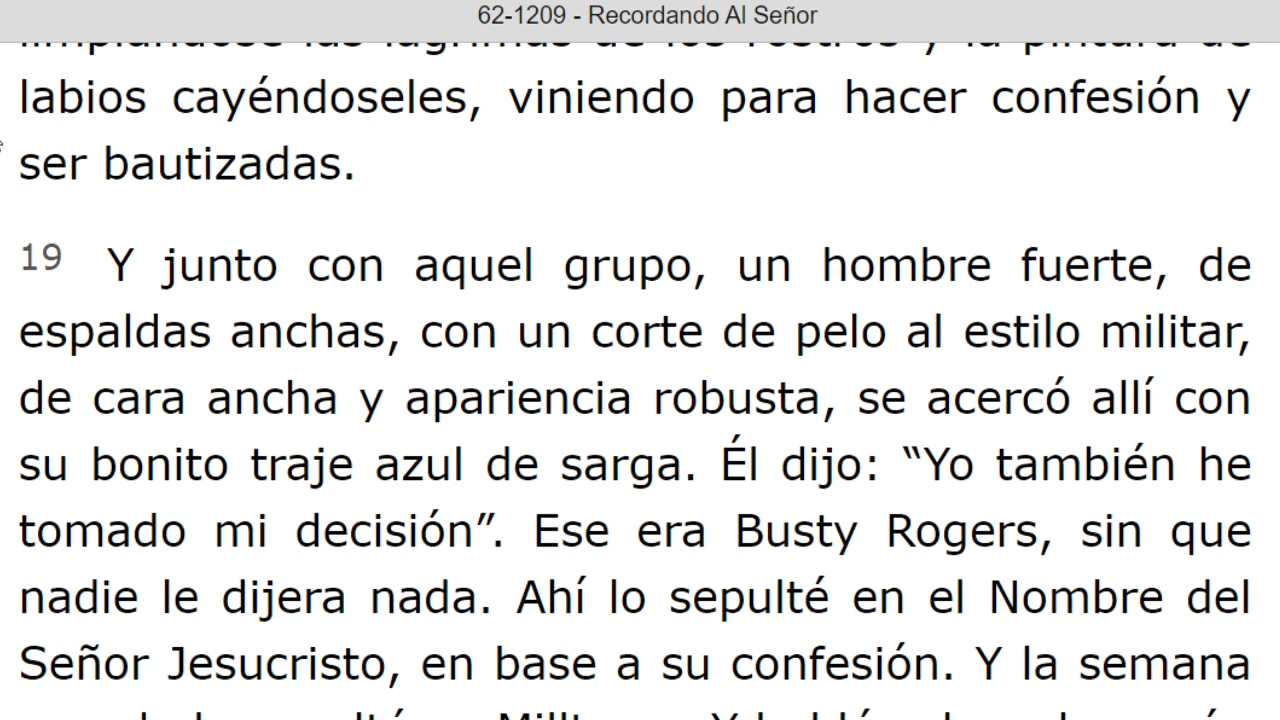 62-1209 - Recordando Al Señor
labios cayéndoseles, viniendo para hacer confesión y
ser bautizadas.
19 Y junto con aquel grupo, un hombre fuerte, de
espaldas anchas, con un corte de pelo al estilo militar,
de cara ancha y apariencia robusta, se acercó allí con
su bonito traje azul de sarga. Él dijo: “Yo también he
tomado mi decisión”. Ese era Busty Rogers, sin que
nadie le dijera nada. Ahí lo sepulté en el Nombre del
Señor Jesucristo, en base a su confesión. Y la semana